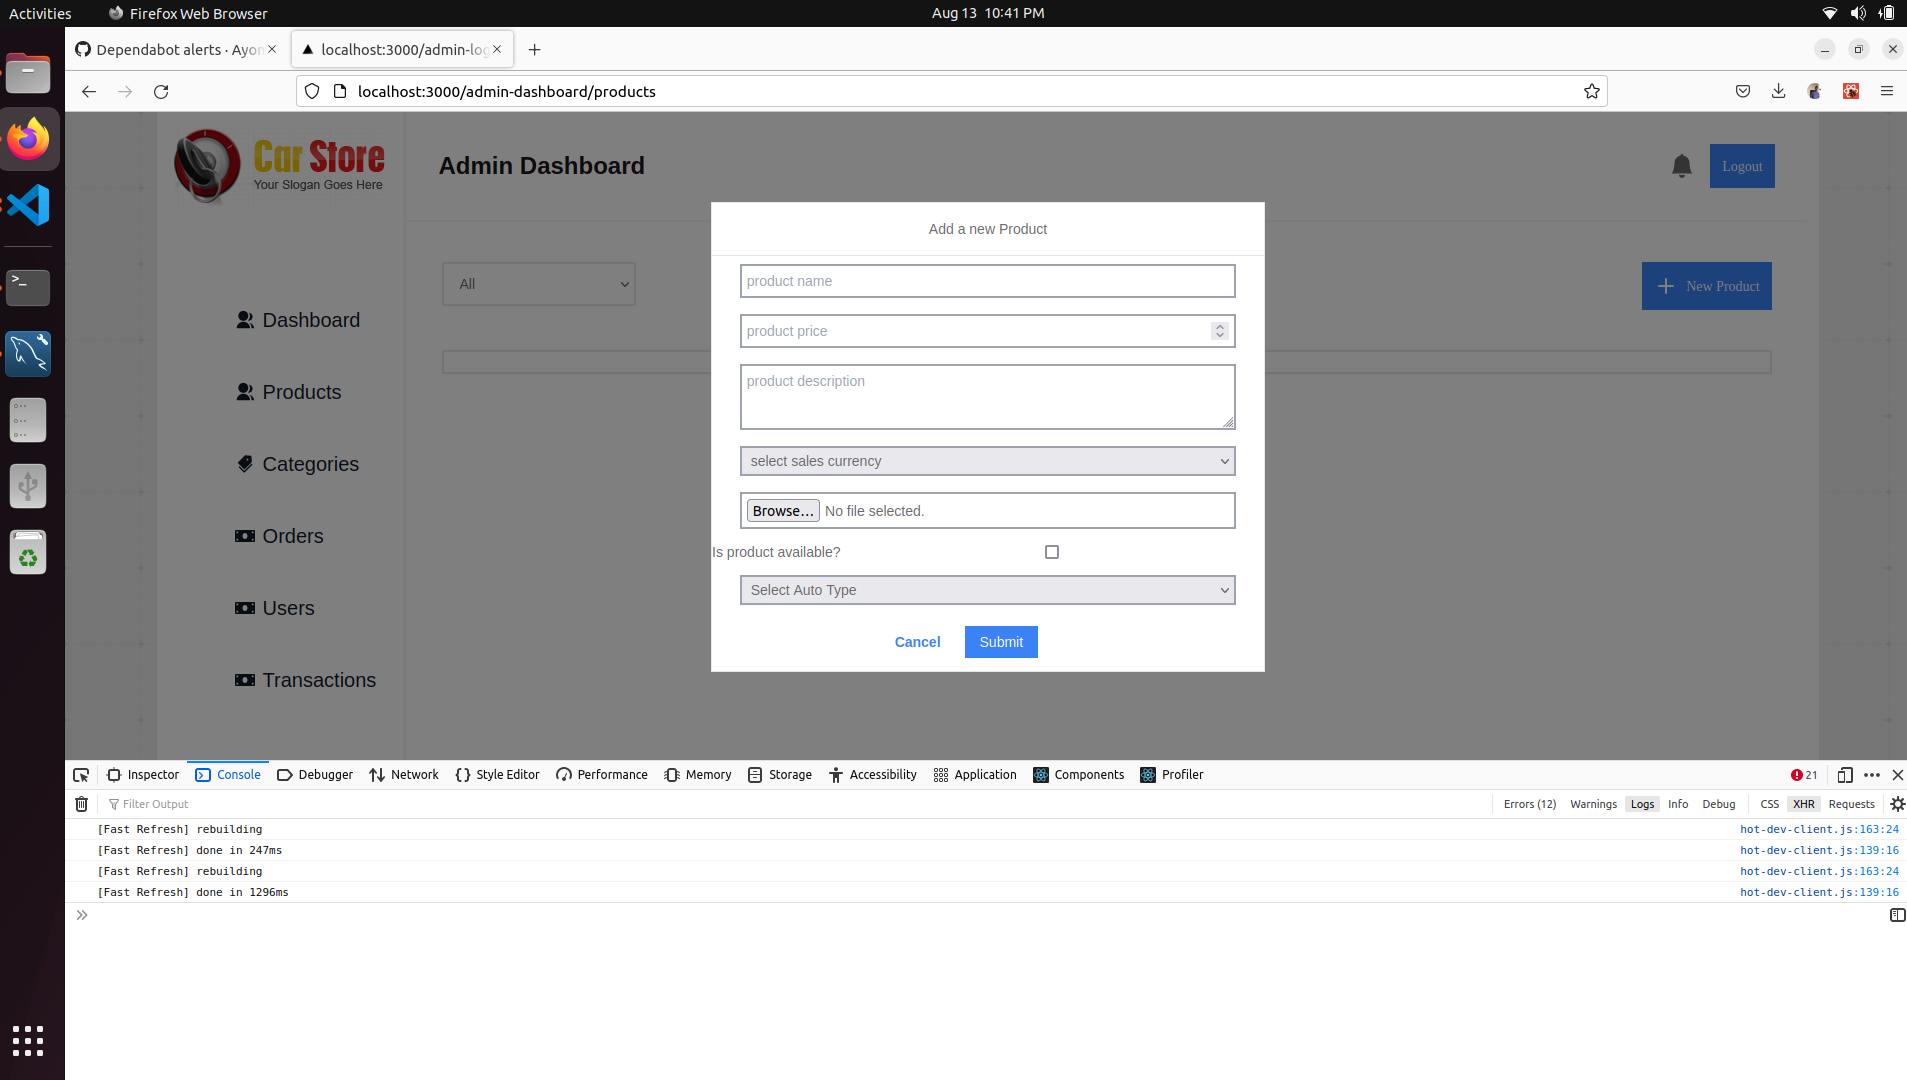 Activities
Firefox Web Browser
Aug 13 10:41 PM
Dependabot alerts · Ayon
localhost:3000/admin-log
localhost:3000/admin-dashboard/products
Car Store
Your Slogan Goes Here
Admin Dashboard
Logout
Add a new Product
All
New Product
product name
product price
product description
select sales currency
Browse... No file selected.
Is product available?
Select Auto Type
Cancel
Submit
Dashboard
Products
Categories
Orders
Users
Transactions
Inspector Console Debugger Network Style Editor Performance Memory Storage Accessibility Application Components Profiler 21
Filter Output Errors (12) Warnings Logs Info Debug CSS XHR Requests
[Fast Refresh] rebuilding hot-dev-client.js:163:24
[Fast Refresh] done in 247ms hot-dev-client.js:139:16
[Fast Refresh] rebuilding hot-dev-client.js:163:24
[Fast Refresh] done in 1296ms hot-dev-client.js:139:16